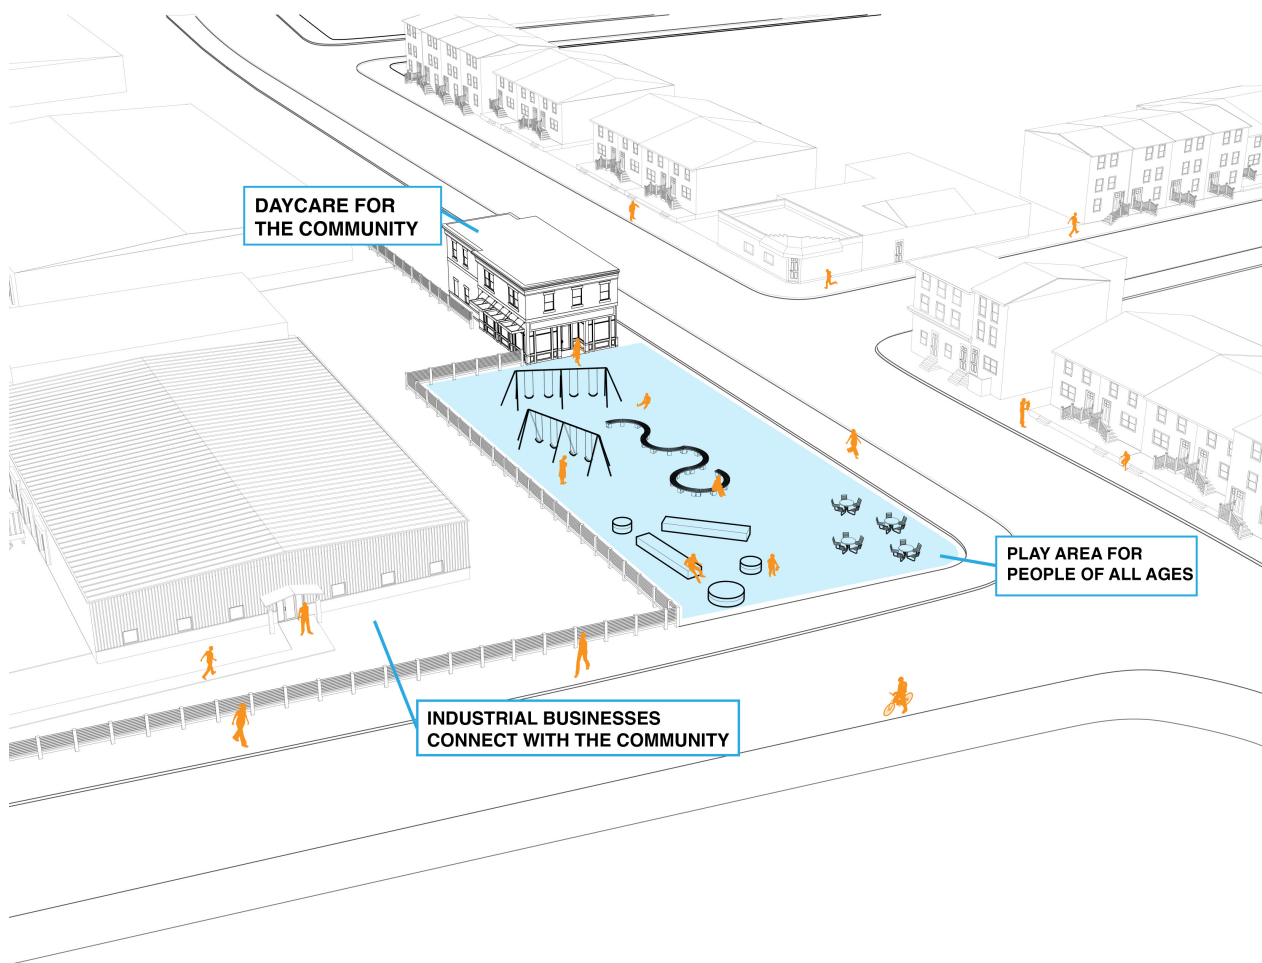 DAYCARE FOR
THE COMMUNITY
PLAY AREA FOR
PEOPLE OF ALL AGES
INDUSTRIAL BUSINESSES
CONNECT WITH THE COMMUNITY